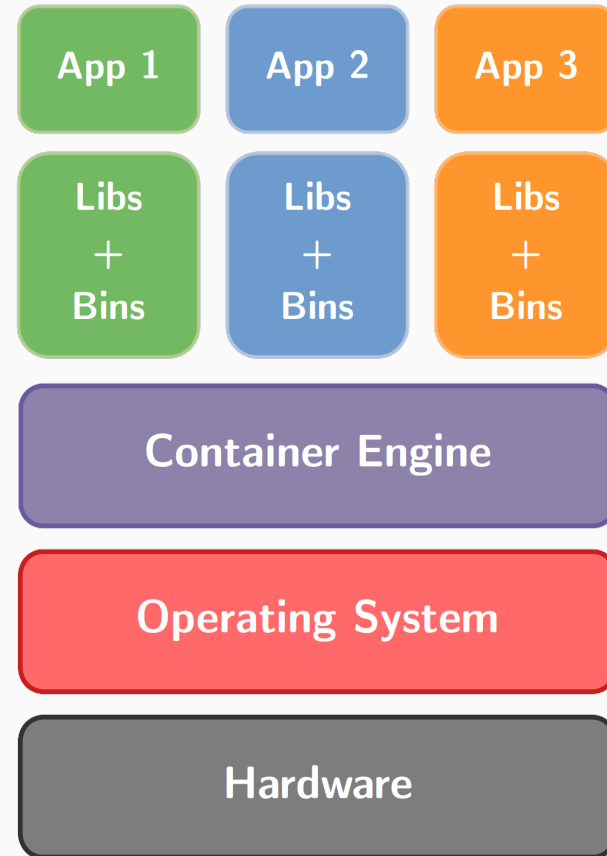 App 1
App 2
App 3
Libs
+
Bins
Libs
+
Bins
Libs
+
Bins
Container Engine
Operating System
Hardware